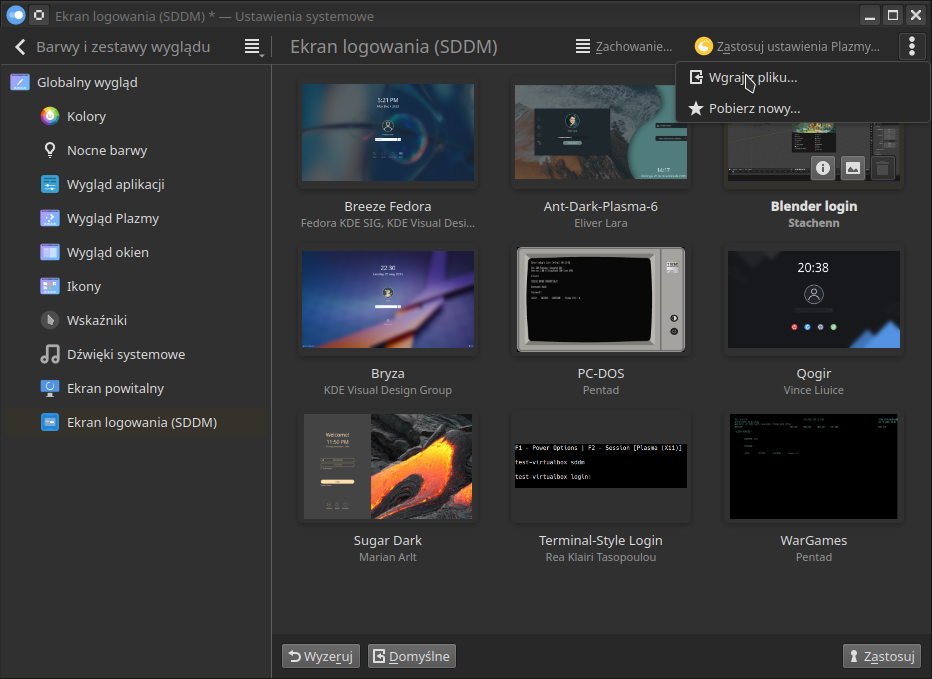 Ekran logowania (SDDM) * — Ustawienia systemowe
Barwy i zestawy wyglądu
Ekran logowania (SDDM)
Zachowanie...
Zastosuj ustawienia Plazmy...
Wgraj z pliku...
Pobierz nowy...
Globalny wygląd
Kolory
Nocne barwy
Wygląd aplikacji
Wygląd Plazmy
Wygląd okien
Ikony
Wskaźniki
Dźwięki systemowe
Ekran powitalny
Ekran logowania (SDDM)
5:21 PM
14:17
Breeze Fedora
Fedora KDE SIG, KDE Visual Desi...
Ant-Dark-Plasma-6
Eliver Lara
Blender login
Stachenn
22:30
20:38
Bryza
KDE Visual Design Group
PC-DOS
Pentad
Qogir
Vince Liuice
Welcome!
11:50 PM
F1 - Power Options | F2 - Session [Plasma (X11)]
test-virtualbox sddm
test-virtualbox login:
Sugar Dark
Marian Arlt
Terminal-Style Login
Rea Klairi Tasopoulou
WarGames
Pentad
Wyzeruj
Domyślne
Zastosuj